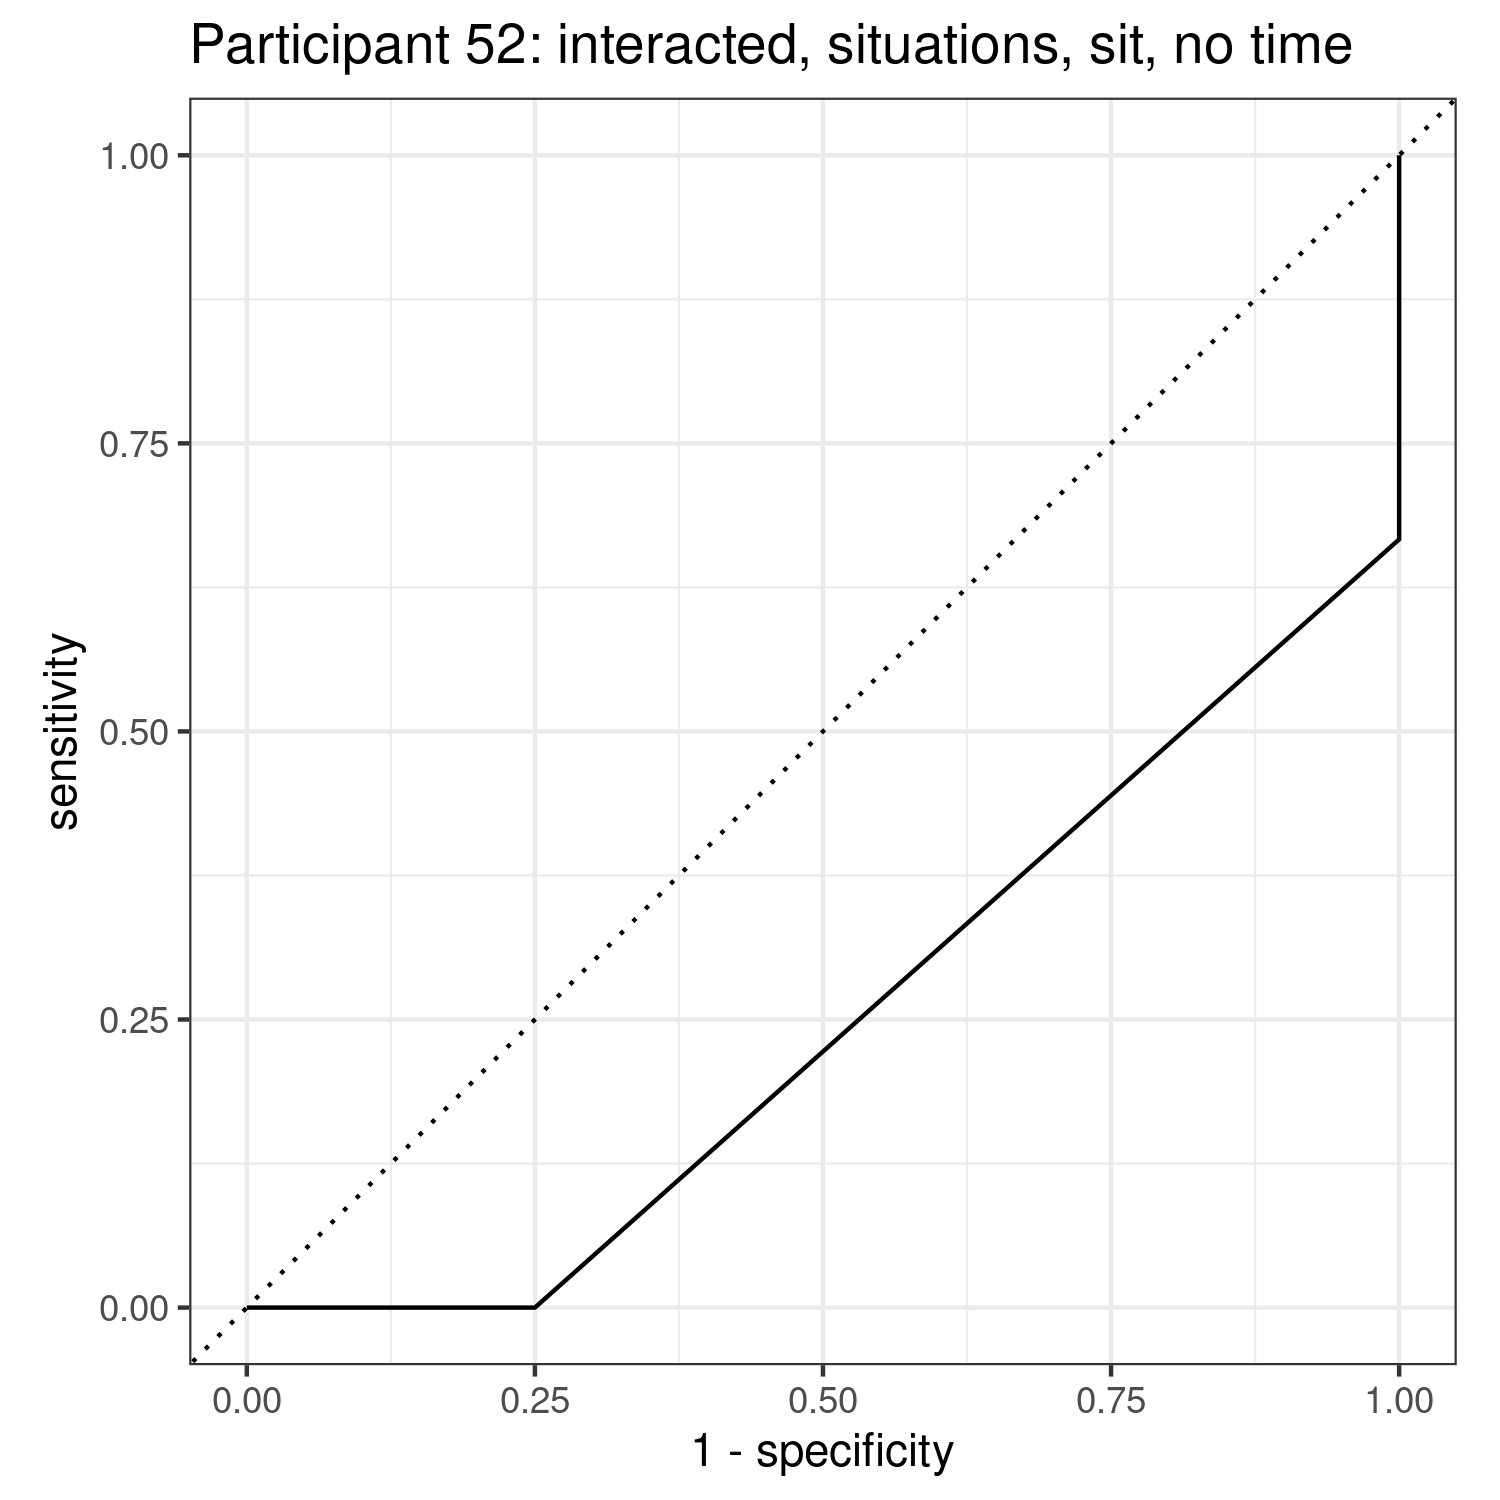 Participant 52: interacted, situations, sit, no time
sensitivity
1.00
0.75
0.50
0.25
0.00
0.00 0.25 0.50 0.75 1.00
1 - specificity